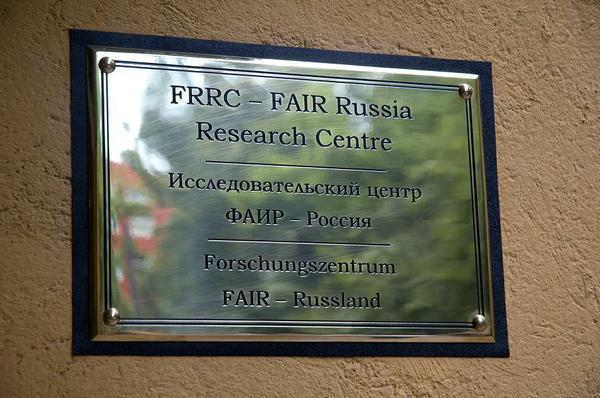 FRRC – FAIR Russia
Research Centre
Исследовательский центр
ФАИР – Россия
Forschungszentrum
FAIR – Russland